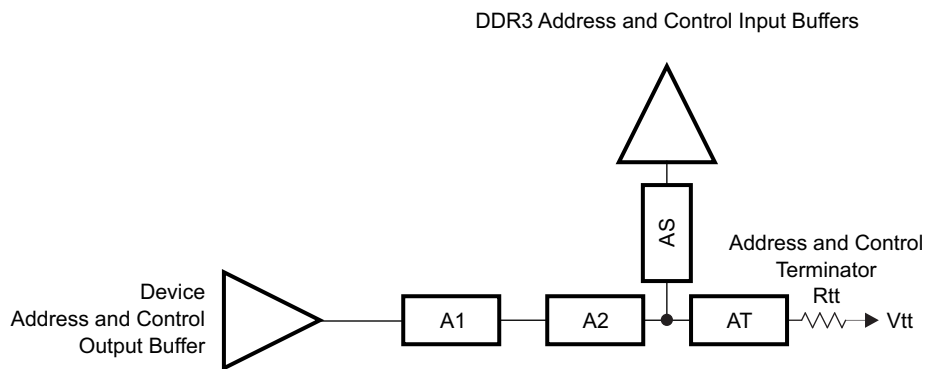 DDR3 Address and Control Input Buffers
AS
Address and Control
Terminator
Rtt
Device
Address and Control
Output Buffer
A1
A2
AT
Vtt